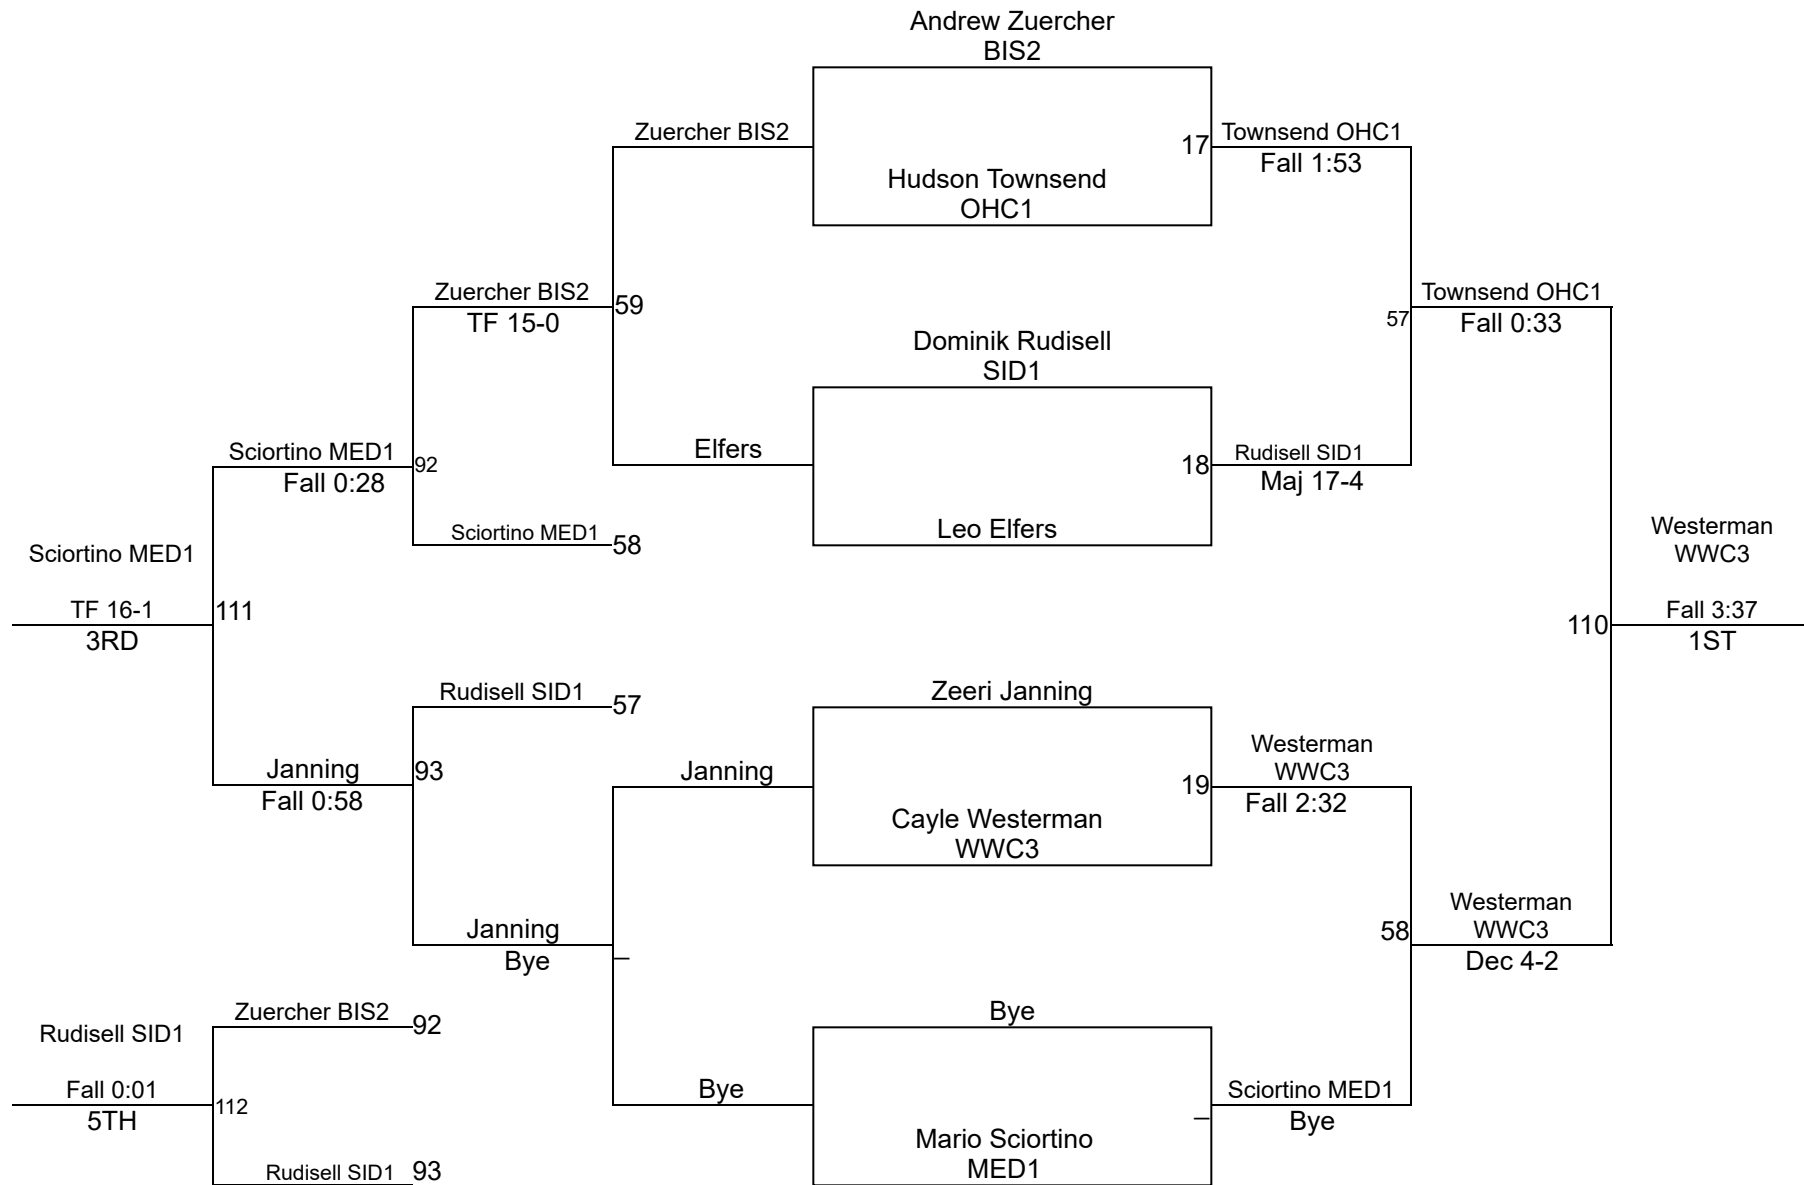 Andrew Zuercher
BIS2
Zuercher BIS2
17
Townsend OHC1
Fall 1:53
Hudson Townsend
OHC1
Zuercher BIS2
TF 15-0
59
Townsend OHC1
Fall 0:33
57
Dominik Rudisell
SID1
Sciortino MED1
Fall 0:28
92
Elfers
18
Rudisell SID1
Maj 17-4
Sciortino MED1
58
Leo Elfers
Sciortino MED1
TF 16-1
3RD
111
Westerman
WWC3
Fall 3:37
1ST
110
Rudisell SID1
57
Zeeri Janning
Janning
Fall 0:58
93
Janning
19
Westerman
WWC3
Fall 2:32
Cayle Westerman
WWC3
Janning
Bye
–
58
Westerman
WWC3
Dec 4-2
Zuercher BIS2
92
Bye
Rudisell SID1
Fall 0:01
5TH
112
Bye
–
Sciortino MED1
Bye
Mario Sciortino
MED1
Rudisell SID1
93